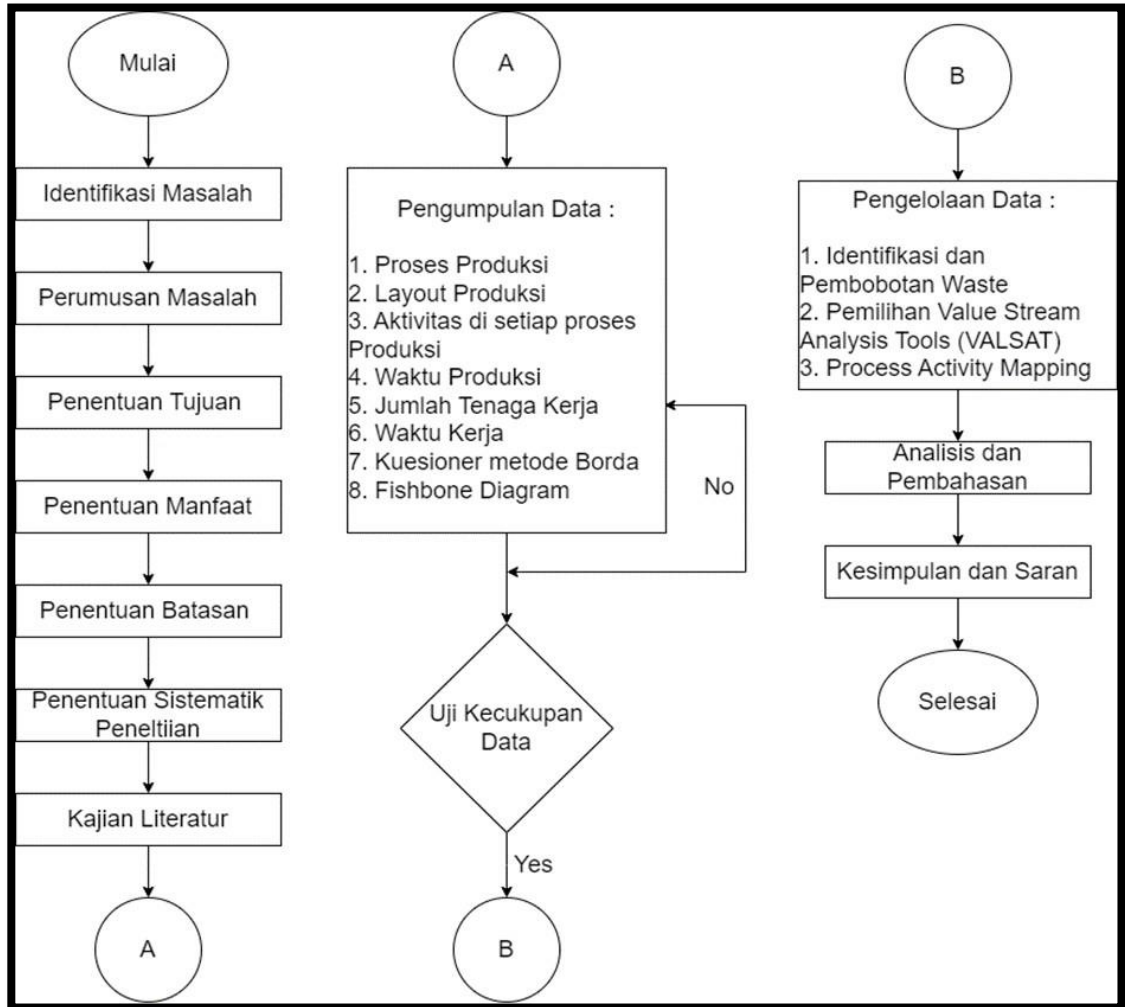 Mulai
Identifikasi Masalah
Perumusan Masalah
Penentuan Tujuan
Penentuan Manfaat
Penentuan Batasan
Penentuan Sistematik
Peneltiian
Kajian Literatur
A
A
Pengumpulan Data :
1. Proses Produksi
2. Layout Produksi
3. Aktivitas di setiap proses
Produksi
4. Waktu Produksi
5. Jumlah Tenaga Kerja
6. Waktu Kerja
7. Kuesioner metode Borda
8. Fishbone Diagram
No
Uji Kecukupan
Data
Yes
B
B
Pengelolaan Data :
1. Identifikasi dan
Pembobotan Waste
2. Pemilihan Value Stream
Analysis Tools (VALSAT)
3. Process Activity Mapping
Analisis dan
Pembahasan
Kesimpulan dan Saran
Selesai